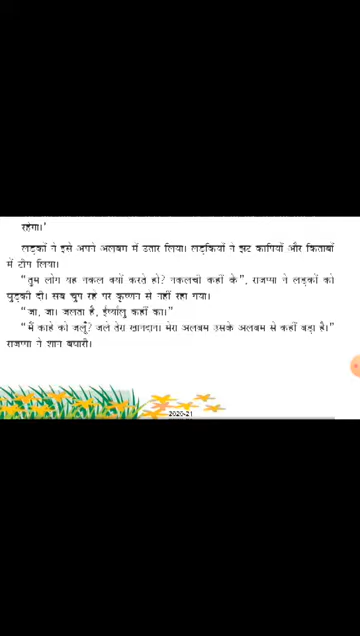 रहेगा।'
लड़कों ने इसे अपने अलबम में उतार लिया। लड़कियों ने झट कापियों और किताबों
में टीप लिया।
“तुम लोग यह नकल क्यों करते हो? नकलची कहीं के”, राजप्पा ने लड़कों को
घुड़की दी। सब चुप रहे पर कृष्णन से नहीं रहा गया।
“जा, जा। जलता है, ईर्ष्यालु कहीं का।”
“मैं काहे को जलूँ? जले तेरा खानदान। मेरा अलबम उसके अलबम से कहीं बड़ा है।”
राजप्पा ने शान बघारी।
2020-21